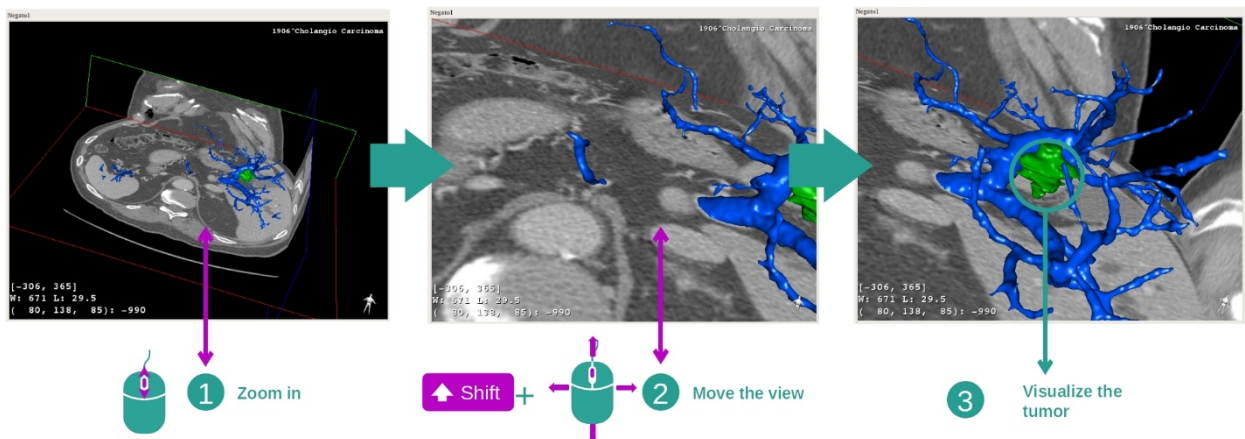 Negato1
1906^Cholangio Carcinoma
[-306, 365]
W: 671 L: 29.5
( 80, 138, 85): -990
Negato1
1906^Cholangio Carcinoma
[-306, 365]
W: 671 L: 29.5
( 80, 138, 85): -990
Negato1
1906^Cholangio Carcinoma
[-306, 365]
W: 671 L: 29.5
( 80, 138, 85): -990
1 Zoom in
Shift + 2 Move the view
3 Visualize the
tumor